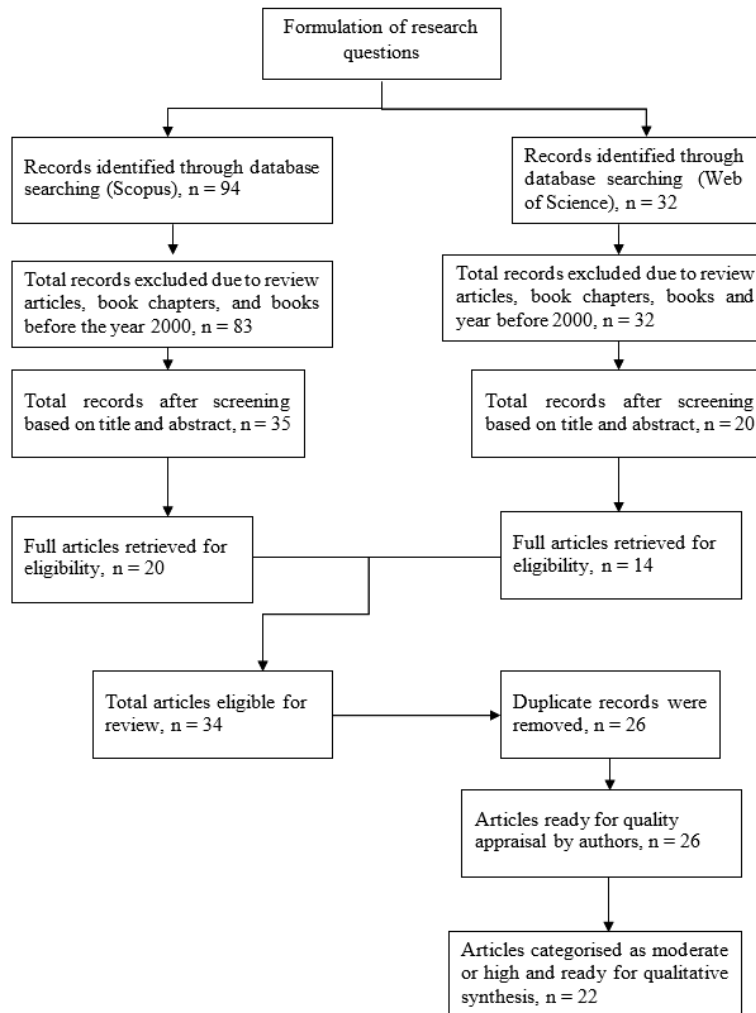 Formulation of research
questions
Records identified through
database searching (Web
of Science), n = 32
Records identified through database
searching (Scopus), n = 94
Total records excluded due to review
articles, book chapters, and books
before the year 2000, n = 83
Total records excluded due to review
articles, book chapters, books and
year before 2000, n = 32
Total records after screening
based on title and abstract, n = 35
Total records after screening
based on title and abstract, n = 20
Full articles retrieved for
eligibility, n = 20
Full articles retrieved for
eligibility, n = 14
Total articles eligible for
review, n = 34
Duplicate records were
removed, n = 26
Articles ready for quality
appraisal by authors, n = 26
Articles categorised as moderate
or high and ready for qualitative
synthesis, n = 22